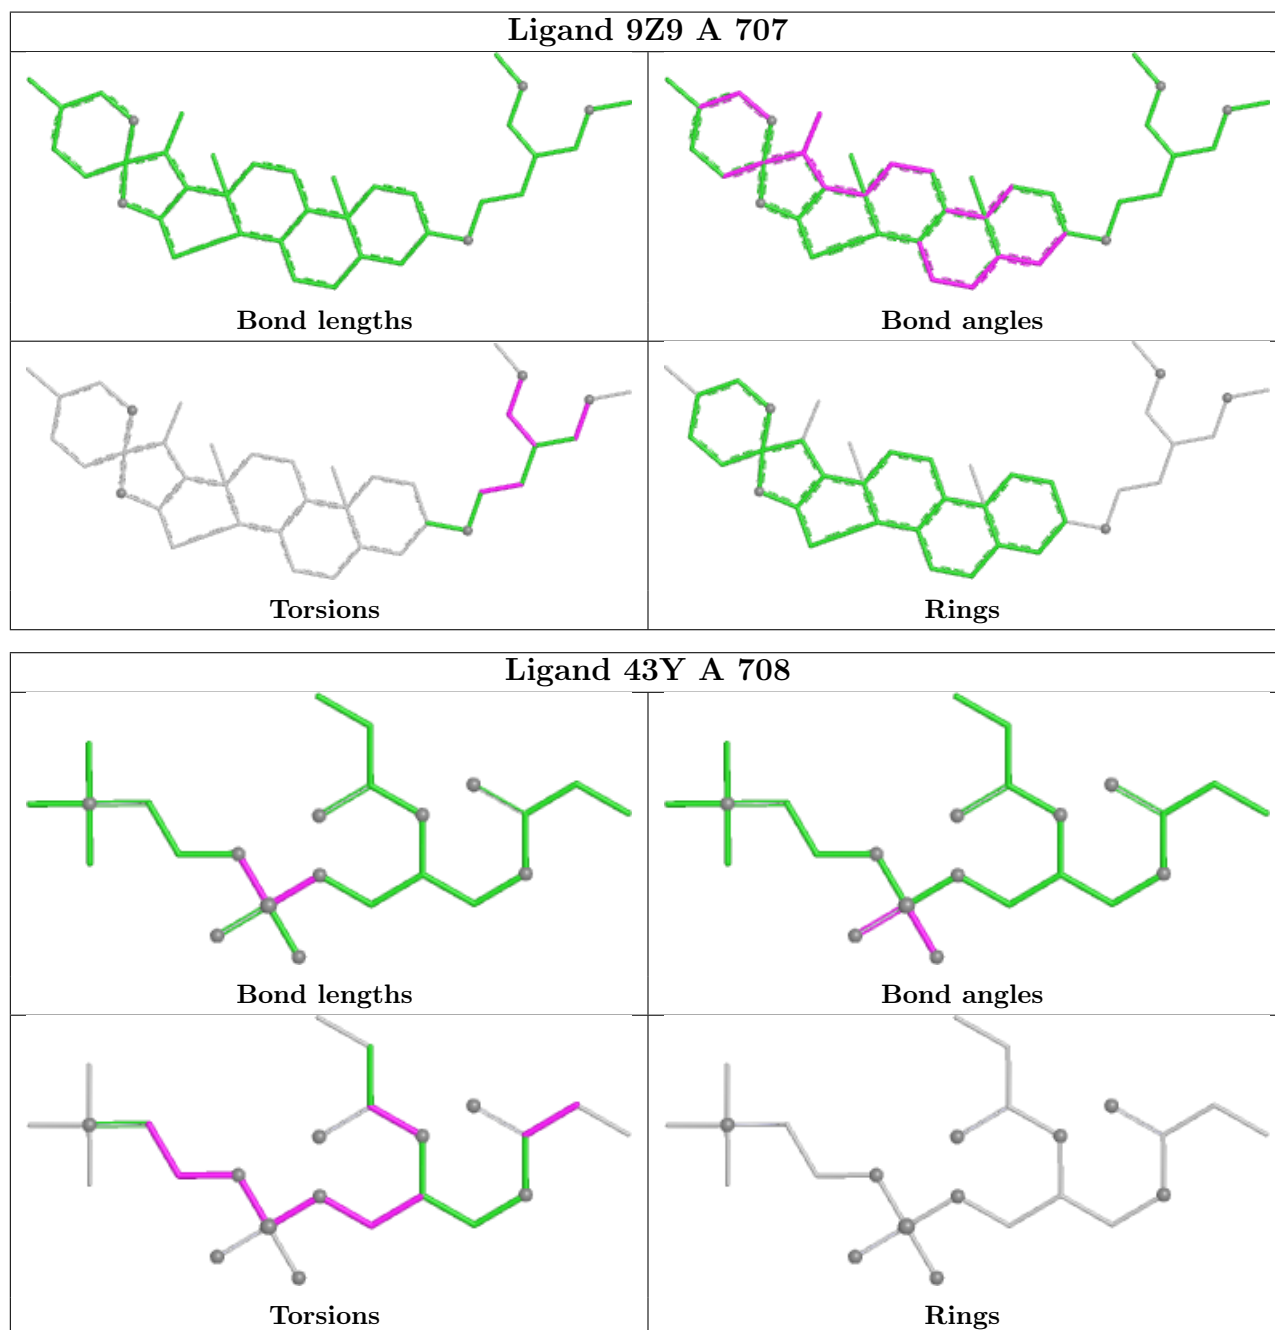 Ligand 9Z9 A 707
Bond lengths
Bond angles
Torsions
Rings
Ligand 43Y A 708
Bond lengths
Bond angles
Torsions
Rings